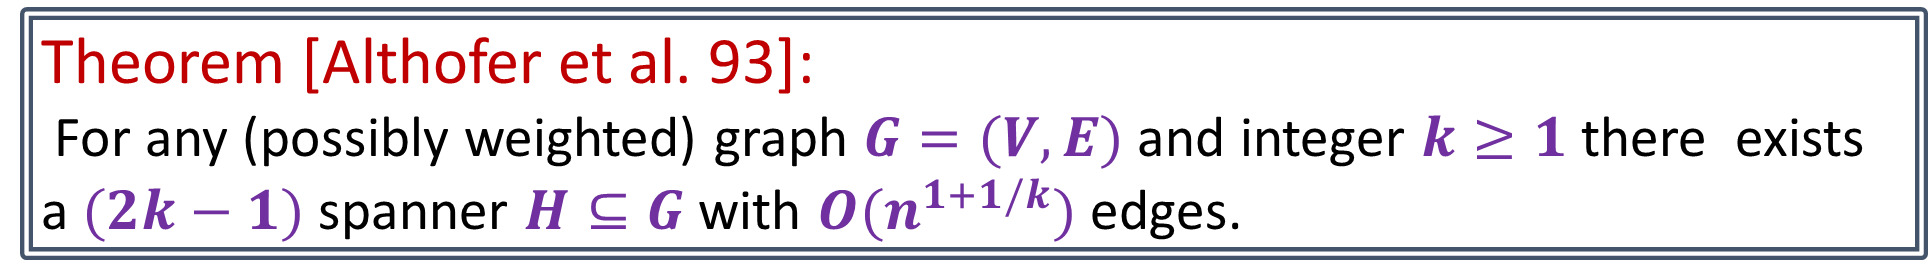 Theorem [Althofer et al. 93]:
For any (possibly weighted) graph G = (V, E) and integer k ≥ 1 there exists
a (2k − 1) spanner H ⊆ G with O(n^{1+1/k}) edges.